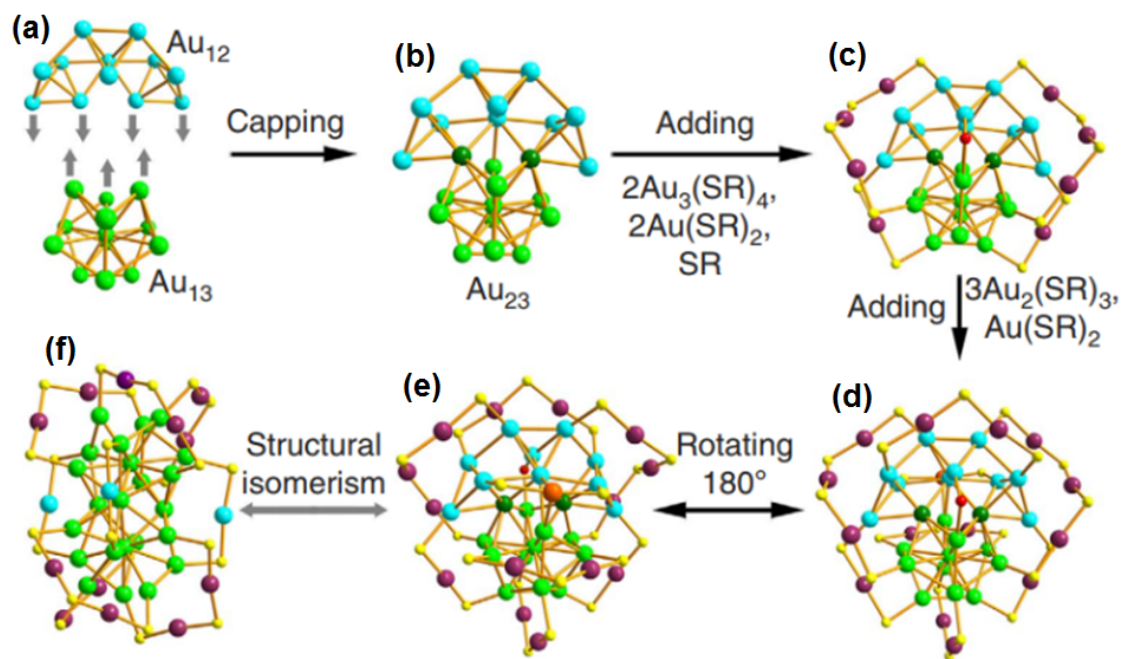 (a)
Au₁₂
Au₁₃
Capping
(b)
Au₂₃
Adding
2Au₃(SR)₄,
2Au(SR)₂,
SR
(c)
Adding
3Au₂(SR)₃,
Au(SR)₂
(f)
Structural
isomerism
(e)
Rotating
180°
(d)